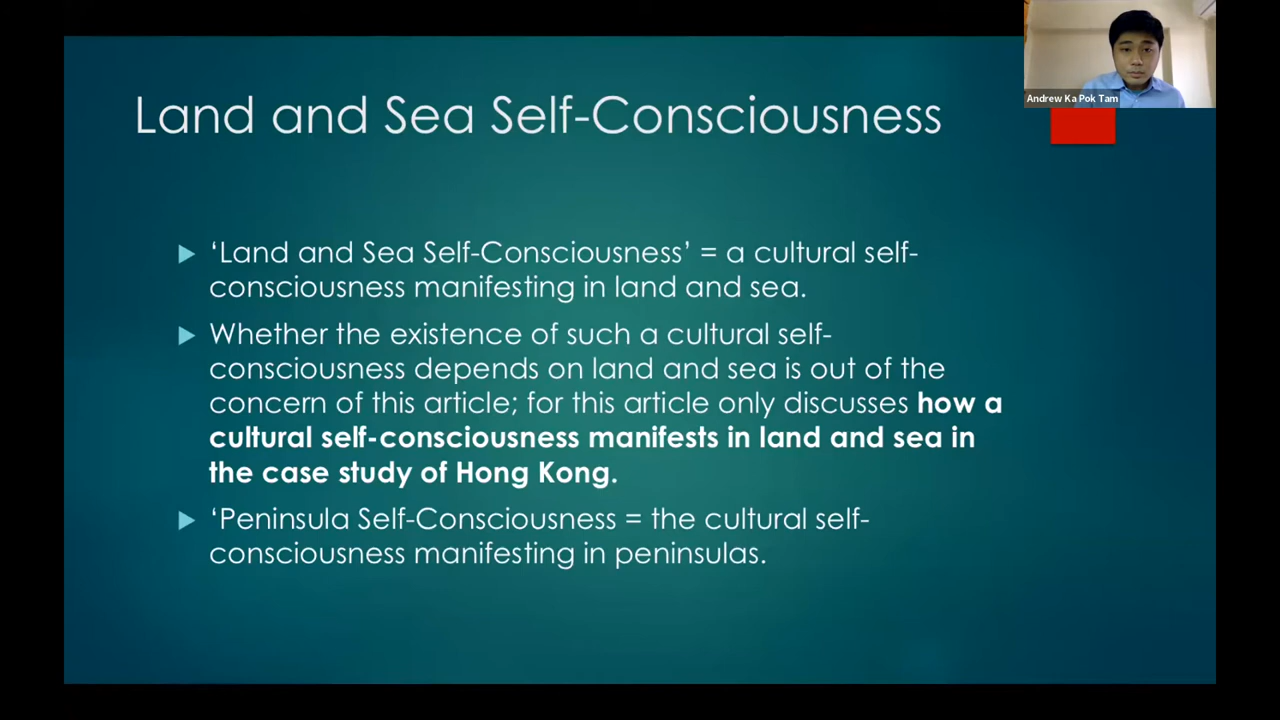 Land and Sea Self-Consciousness
Andrew Ka Pok Tam
‘Land and Sea Self-Consciousness’ = a cultural self-
consciousness manifesting in land and sea.
Whether the existence of such a cultural self-
consciousness depends on land and sea is out of the
concern of this article; for this article only discusses how a
cultural self-consciousness manifests in land and sea in
the case study of Hong Kong.
‘Peninsula Self-Consciousness = the cultural self-
consciousness manifesting in peninsulas.